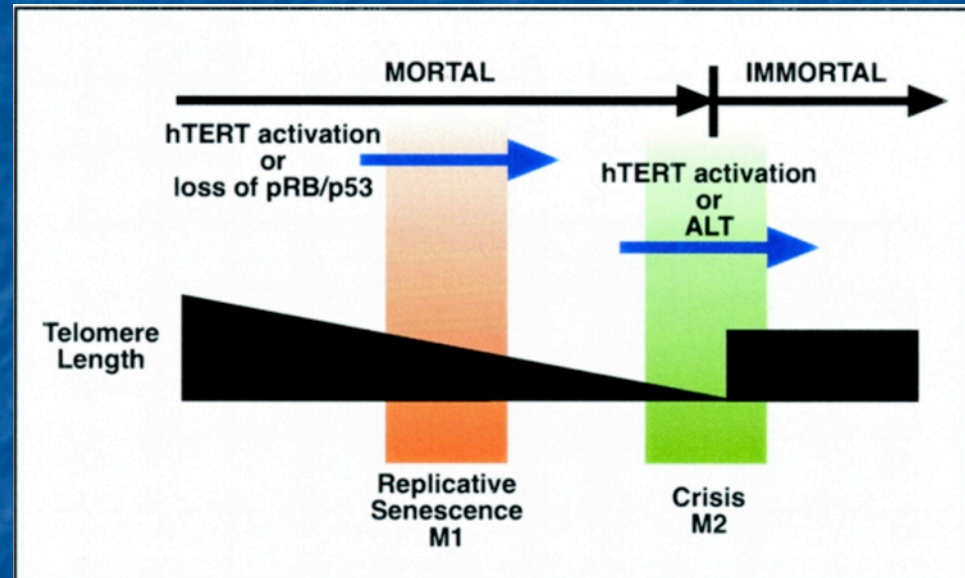 MORTAL
IMMORTAL
hTERT activation
or
loss of pRB/p53
hTERT activation
or
ALT
Telomere
Length
Replicative
Senescence
M1
Crisis
M2